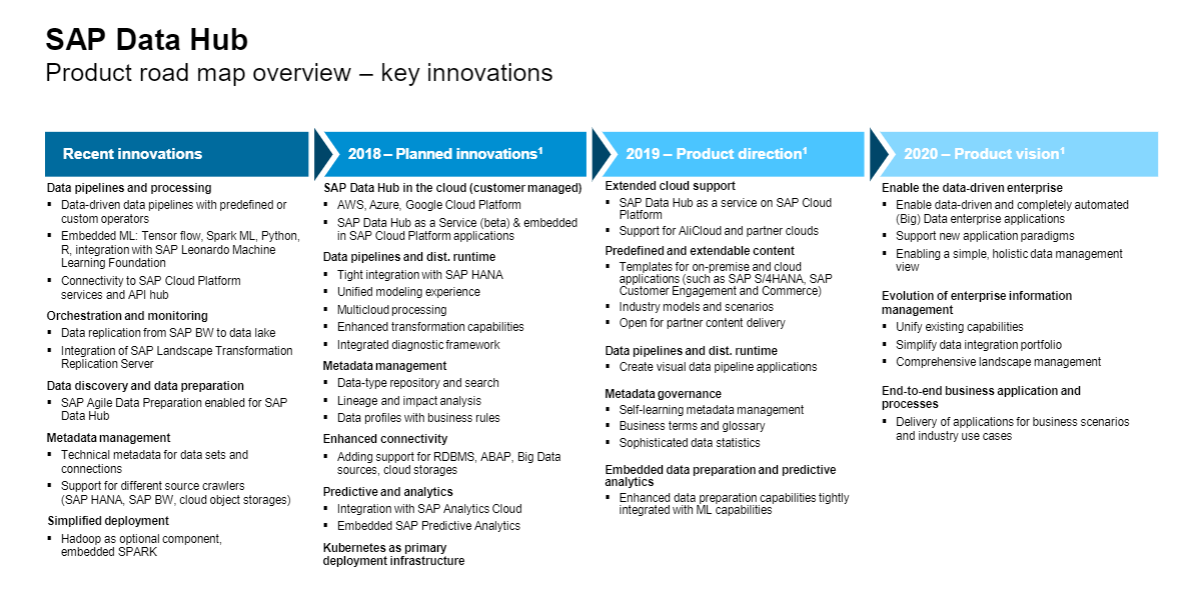 SAP Data Hub
Product road map overview – key innovations
Recent innovations
Data pipelines and processing
▪ Data-driven data pipelines with predefined or
custom operators
▪ Embedded ML: Tensor flow, Spark ML, Python,
R, integration with SAP Leonardo Machine
Learning Foundation
▪ Connectivity to SAP Cloud Platform
services and API hub
Orchestration and monitoring
▪ Data replication from SAP BW to data lake
▪ Integration of SAP Landscape Transformation
Replication Server
Data discovery and data preparation
▪ SAP Agile Data Preparation enabled for SAP
Data Hub
Metadata management
▪ Technical metadata for data sets and
connections
▪ Support for different source crawlers
(SAP HANA, SAP BW, cloud object storages)
Simplified deployment
▪ Hadoop as optional component,
embedded SPARK
2018 – Planned innovations¹
SAP Data Hub in the cloud (customer managed)
▪ AWS, Azure, Google Cloud Platform
▪ SAP Data Hub as a Service (beta) & embedded
in SAP Cloud Platform applications
Data pipelines and dist. runtime
▪ Tight integration with SAP HANA
▪ Unified modeling experience
▪ Multicloud processing
▪ Enhanced transformation capabilities
▪ Integrated diagnostic framework
Metadata management
▪ Data-type repository and search
▪ Lineage and impact analysis
▪ Data profiles with business rules
Enhanced connectivity
▪ Adding support for RDBMS, ABAP, Big Data
sources, cloud storages
Predictive and analytics
▪ Integration with SAP Analytics Cloud
▪ Embedded SAP Predictive Analytics
Kubernetes as primary
deployment infrastructure
2019 – Product direction¹
Extended cloud support
▪ SAP Data Hub as a service on SAP Cloud
Platform
▪ Support for AliCloud and partner clouds
Predefined and extendable content
▪ Templates for on-premise and cloud
applications (such as SAP S/4HANA, SAP
Customer Engagement and Commerce)
▪ Industry models and scenarios
▪ Open for partner content delivery
Data pipelines and dist. runtime
▪ Create visual data pipeline applications
Metadata governance
▪ Self-learning metadata management
▪ Business terms and glossary
▪ Sophisticated data statistics
Embedded data preparation and predictive
analytics
▪ Enhanced data preparation capabilities tightly
integrated with ML capabilities
2020 – Product vision¹
Enable the data-driven enterprise
▪ Enable data-driven and completely automated
(Big) Data enterprise applications
▪ Support new application paradigms
▪ Enabling a simple, holistic data management
view
Evolution of enterprise information
management
▪ Unify existing capabilities
▪ Simplify data integration portfolio
▪ Comprehensive landscape management
End-to-end business application and
processes
▪ Delivery of applications for business scenarios
and industry use cases